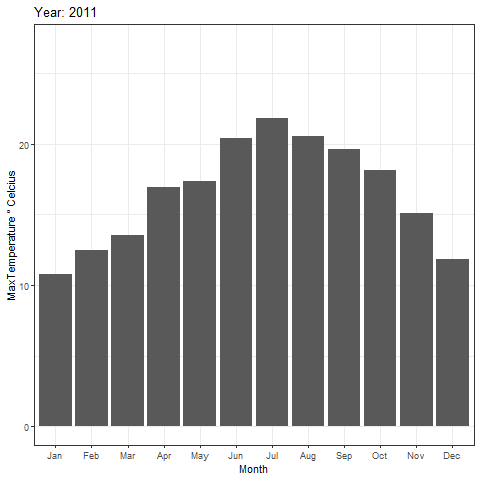 Year: 2011
MaxTemperature ° Celcius
20
10
0
Jan Feb Mar Apr May Jun Jul Aug Sep Oct Nov Dec
Month